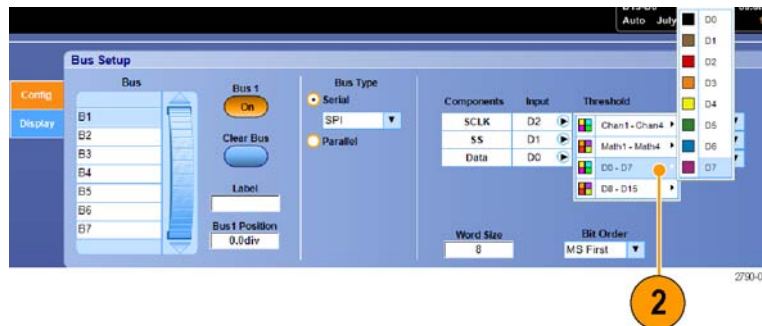 Auto July
D0
D1
Bus Setup
D2
Config
Display
Bus
Bus 1
On
Clear Bus
Label
Bus1 Position
0.0div
B1
B2
B3
B4
B5
B6
B7
Bus Type
Serial
SPI
Parallel
Components Input Threshold
SCLK D2
SS D1
Data D0
Chan1 - Chan4
Math1 - Math4
D0 - D7
D8 - D15
D3
D4
D5
D6
D7
Word Size
8
Bit Order
MS First
2
2790-0